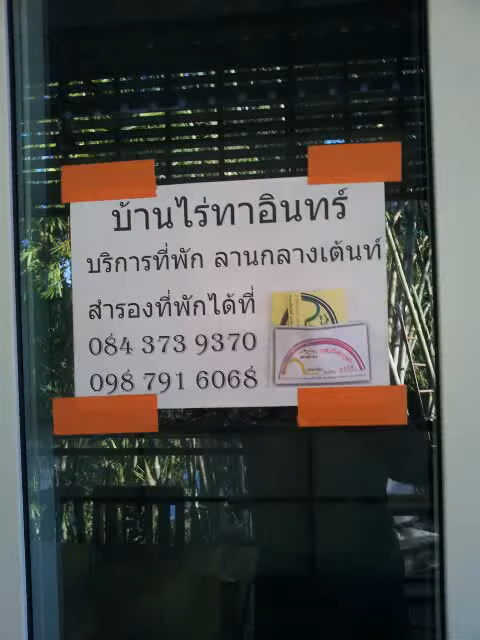 บ้านไร่ทาอินทร์
บริการที่พัก ลานกลางเต้นท์
สำรองที่พักได้ที่
084 373 9370
098 791 6068